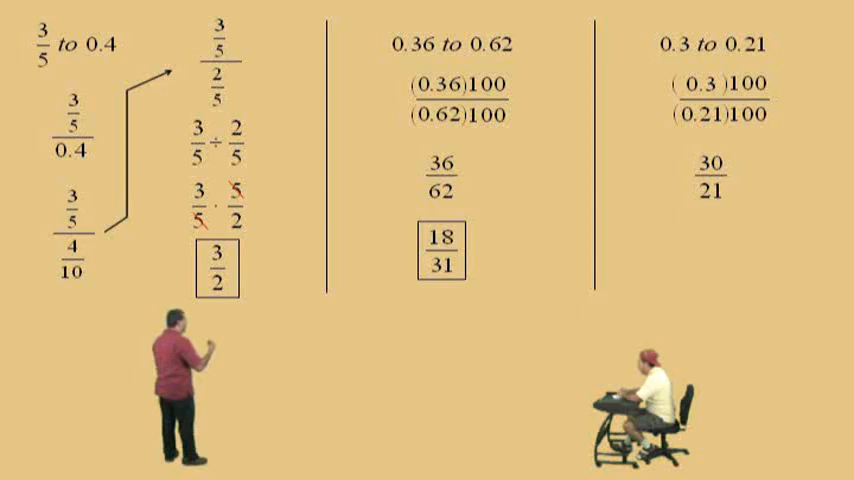 3/5 to 0.4
3/5
0.4
3/5
4/10
3/5
2/5
3/5 ÷ 2/5
3/5 · 5/2
3/2
0.36 to 0.62
(0.36)100
(0.62)100
36
62
18
31
0.3 to 0.21
( 0.3 )100
(0.21)100
30
21